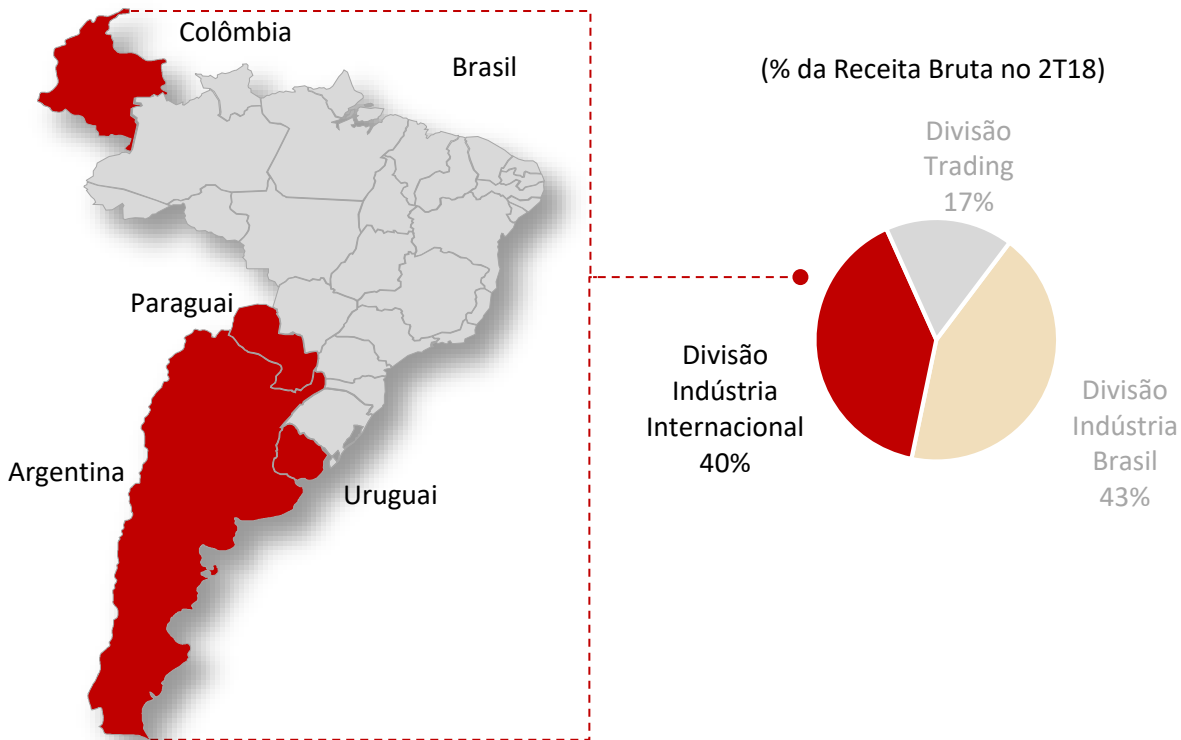 Colômbia
Brasil
Paraguai
Argentina
Uruguai
(% da Receita Bruta no 2T18)
Divisão
Trading
17%
Divisão
Indústria
Internacional
40%
Divisão
Indústria
Brasil
43%